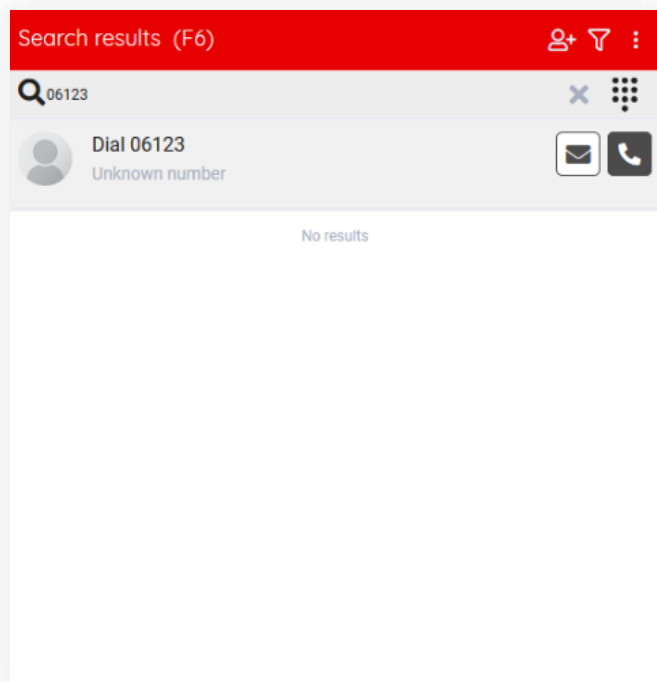 Search results (F6)
06123
Dial 06123
Unknown number
No results